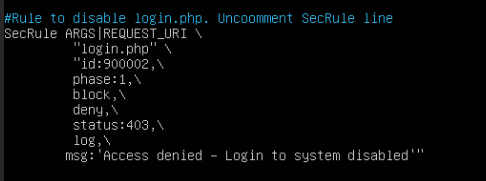 #Rule to disable login.php. Uncoomment SecRule line
SecRule ARGS|REQUEST_URI \
"login.php" \
"id:900002,\
phase:1,\
block,\
deny,\
status:403,\
log,\
msg:'Access denied - Login to system disabled'"